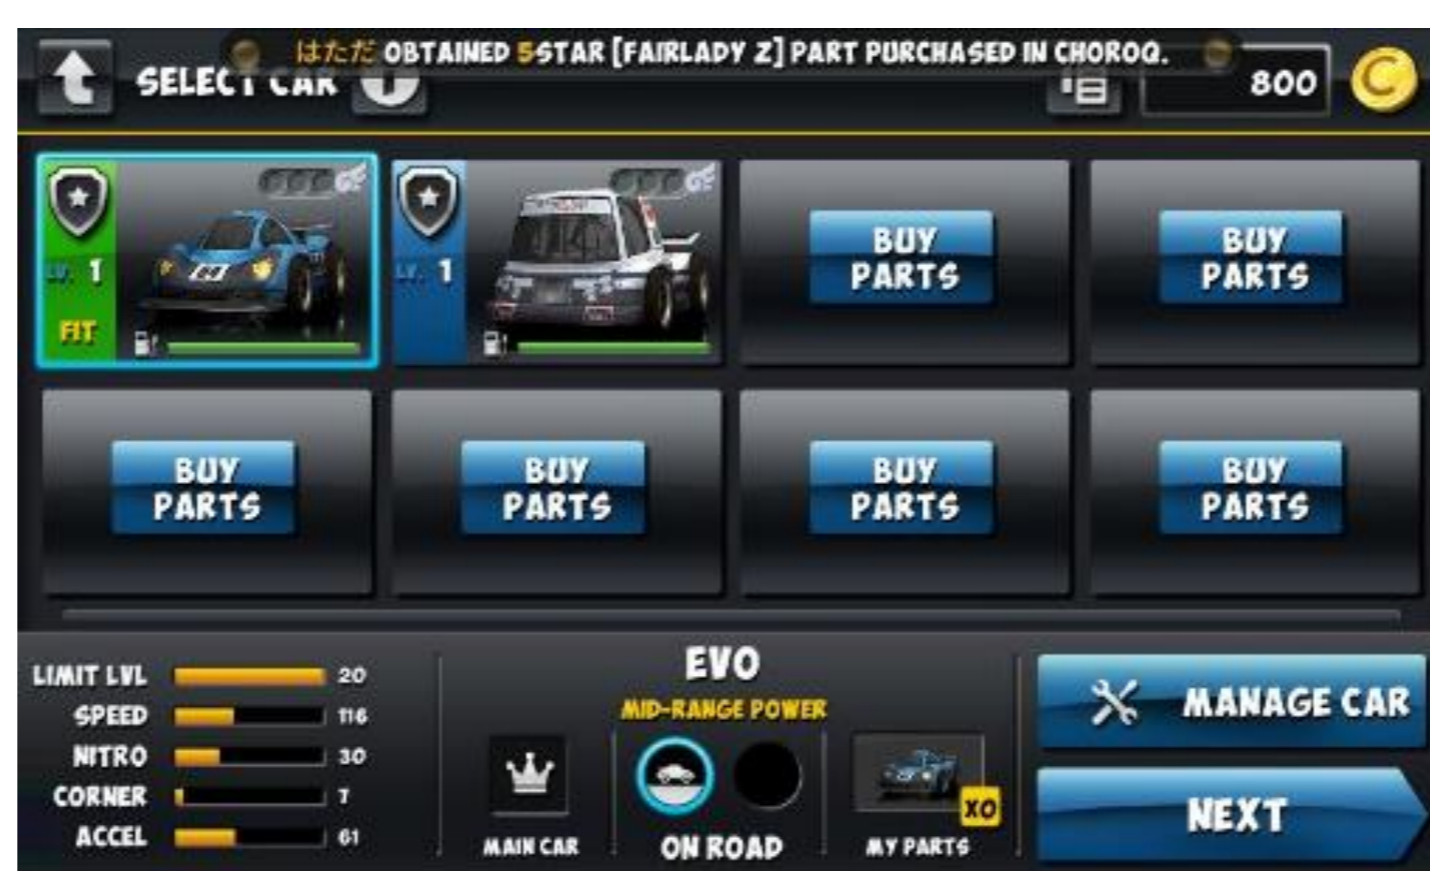 はただ OBTAINED 5STAR [FAIRLADY Z] PART PURCHASED IN CHOROQ.
SELECT CAR
800
C
LV. 1
FIT
LV. 1
BUY
PARTS
BUY
PARTS
BUY
PARTS
BUY
PARTS
BUY
PARTS
BUY
PARTS
LIMIT LVL 20
SPEED 116
NITRO 30
CORNER 7
ACCEL 61
EVO
MID-RANGE POWER
MAIN CAR
ON ROAD
X0
MY PARTS
MANAGE CAR
NEXT